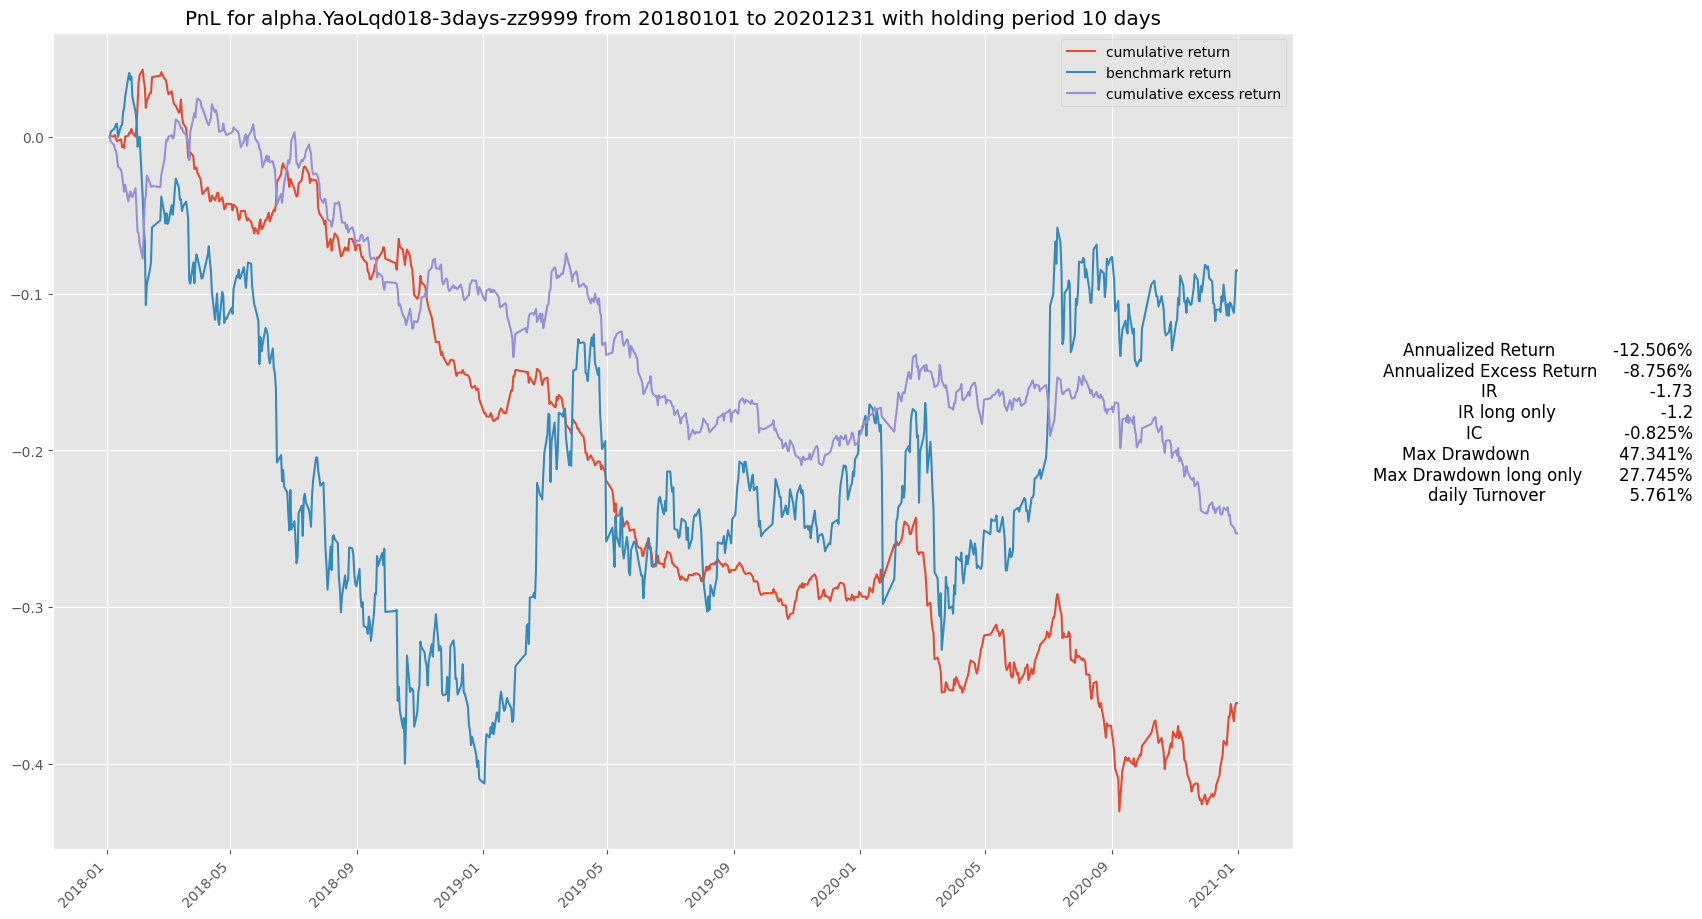 PnL for alpha.YaoLqd018-3days-zz9999 from 20180101 to 20201231 with holding period 10 days
cumulative return
benchmark return
cumulative excess return
0.0
−0.1
−0.2
−0.3
−0.4
2018-01
2018-05
2018-09
2019-01
2019-05
2019-09
2020-01
2020-05
2020-09
2021-01
Annualized Return -12.506%
Annualized Excess Return -8.756%
IR -1.73
IR long only -1.2
IC -0.825%
Max Drawdown 47.341%
Max Drawdown long only 27.745%
daily Turnover 5.761%